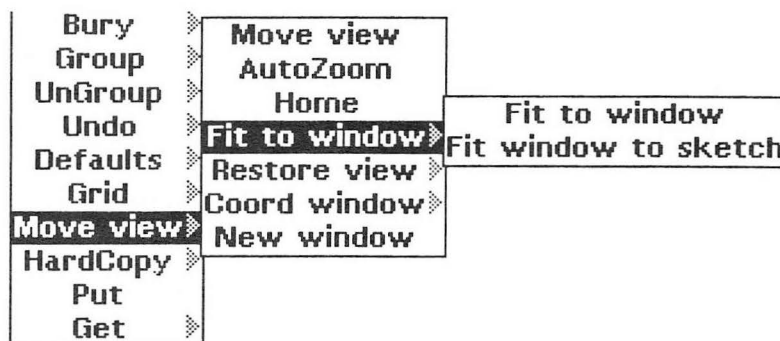 Bury
Group
UnGroup
Undo
Defaults
Grid
Move view
HardCopy
Put
Get
Move view
AutoZoom
Home
Fit to window
Restore view
Coord window
New window
Fit to window
Fit window to sketch